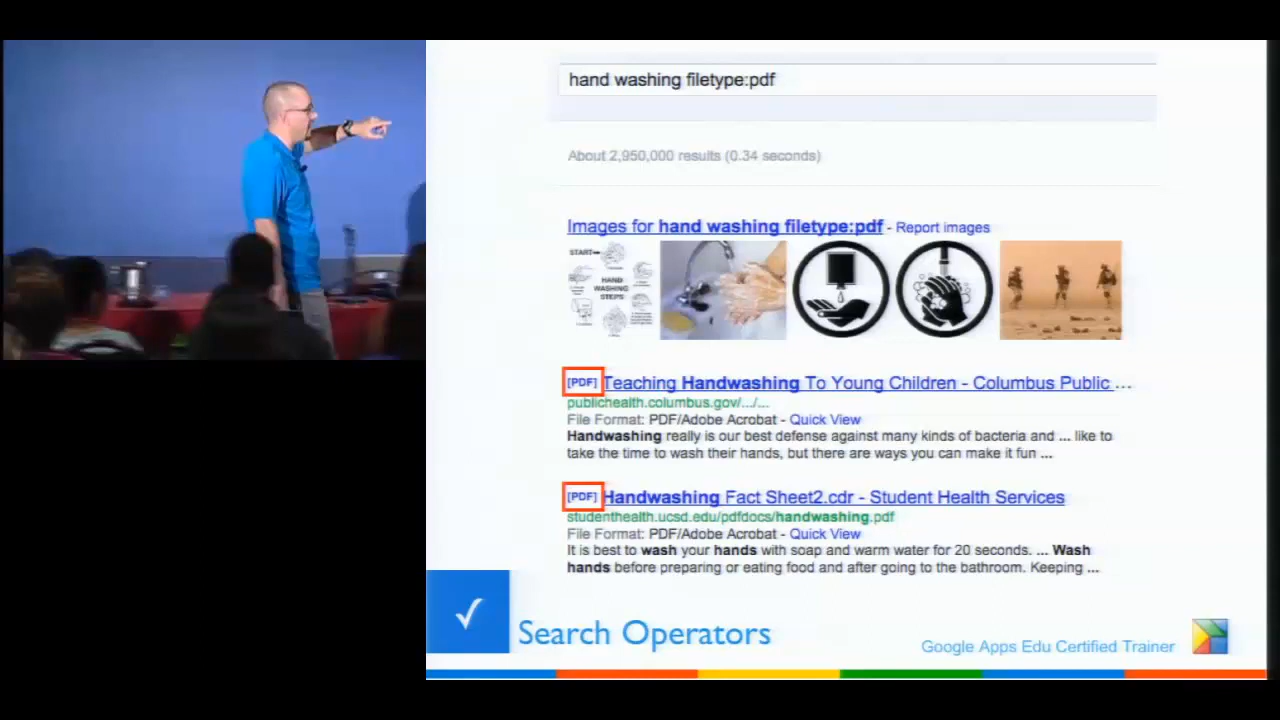 hand washing filetype:pdf
About 2,950,000 results (0.34 seconds)
Images for hand washing filetype:pdf - Report images
START
HAND
WASHING
STEPS
[PDF] Teaching Handwashing To Young Children - Columbus Public ...
publichealth.columbus.gov/.../...
File Format: PDF/Adobe Acrobat - Quick View
Handwashing really is our best defense against many kinds of bacteria and ... like to
take the time to wash their hands, but there are ways you can make it fun ...
[PDF] Handwashing Fact Sheet2.cdr - Student Health Services
studenthealth.ucsd.edu/pdfdocs/handwashing.pdf
File Format: PDF/Adobe Acrobat - Quick View
It is best to wash your hands with soap and warm water for 20 seconds. ... Wash
hands before preparing or eating food and after going to the bathroom. Keeping ...
Search Operators
Google Apps Edu Certified Trainer